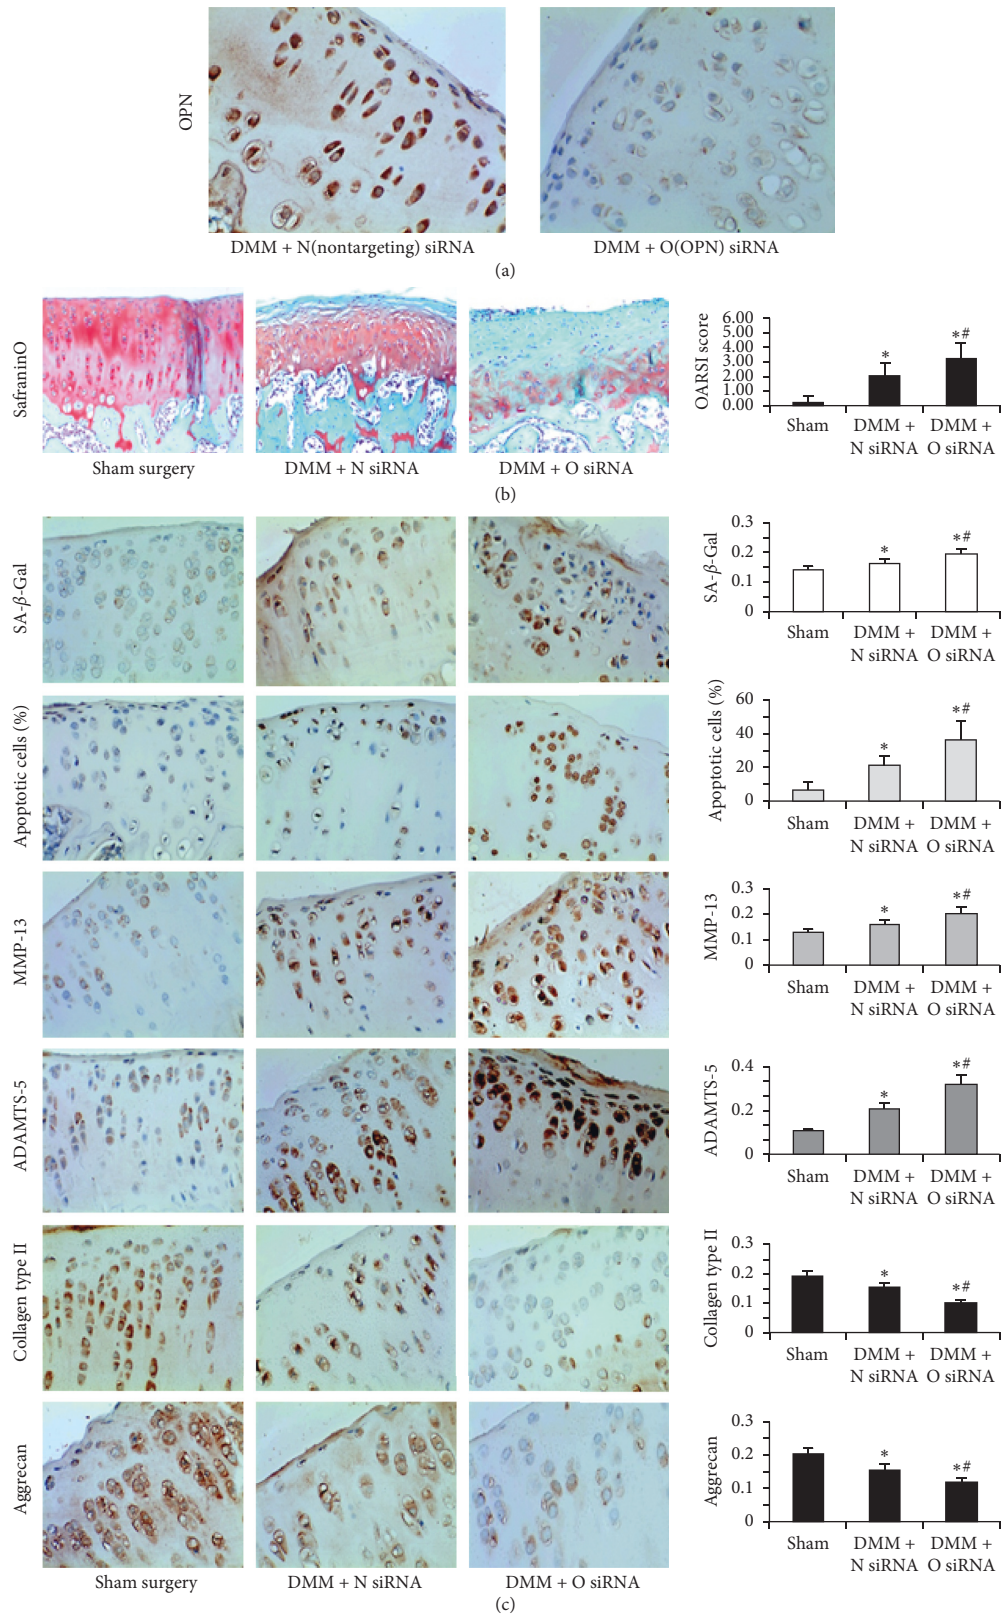 OPN
DMM + N(nontargeting) siRNA
DMM + O(OPN) siRNA
(a)
SafraninO
Sham surgery
DMM + N siRNA
DMM + O siRNA
OARSI score
6.00
5.00
4.00
3.00
2.00
1.00
0.00
*
*#
Sham
DMM +
N siRNA
DMM +
O siRNA
(b)
SA-β-Gal
SA-β-Gal
0.3
0.2
0.1
0
*
*#
Sham
DMM +
N siRNA
DMM +
O siRNA
Apoptotic cells (%)
Apoptotic cells (%)
60
40
20
0
*
*#
Sham
DMM +
N siRNA
DMM +
O siRNA
MMP-13
MMP-13
0.3
0.2
0.1
0
*
*#
Sham
DMM +
N siRNA
DMM +
O siRNA
ADAMTS-5
ADAMTS-5
0.4
0.2
0
*
*#
Sham
DMM +
N siRNA
DMM +
O siRNA
Collagen type II
Collagen type II
0.3
0.2
0.1
0
*
*#
Sham
DMM +
N siRNA
DMM +
O siRNA
Aggrecan
Aggrecan
0.3
0.2
0.1
0
*
*#
Sham
DMM +
N siRNA
DMM +
O siRNA
Sham surgery
DMM + N siRNA
DMM + O siRNA
(c)